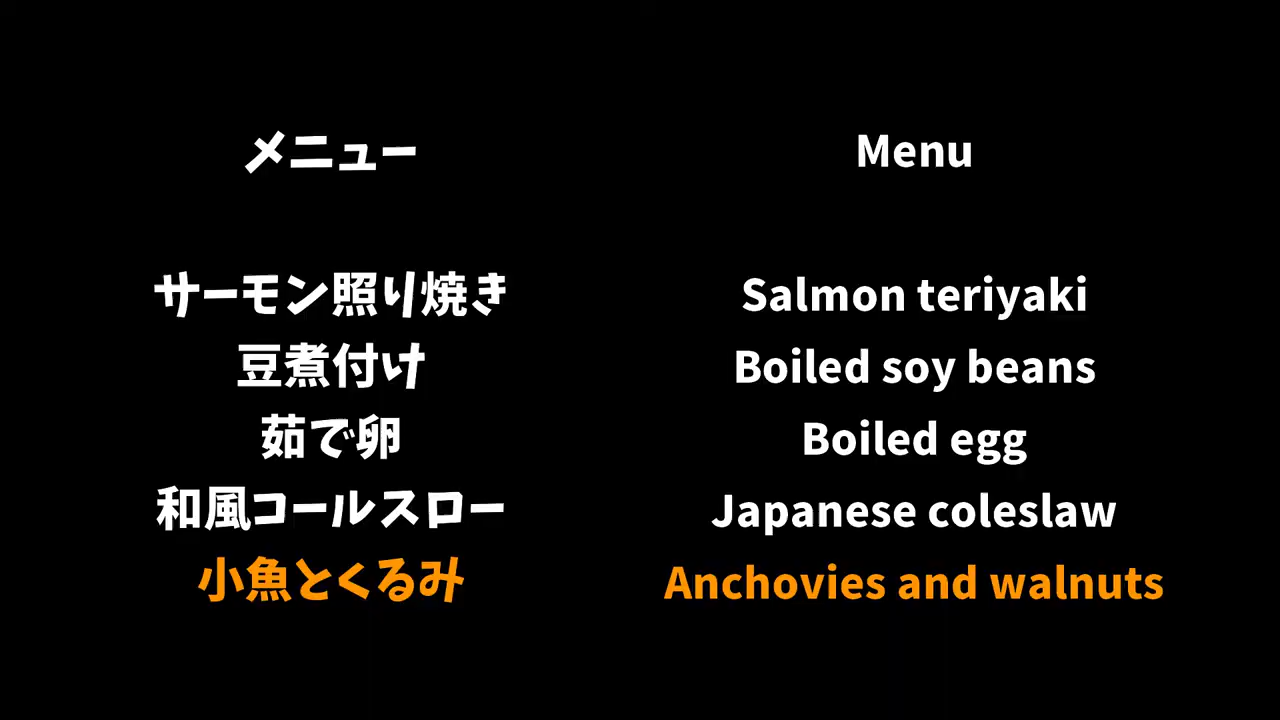 メニュー
サーモン照り焼き
豆煮付け
茹で卵
和風コールスロー
小魚とくるみ
Menu
Salmon teriyaki
Boiled soy beans
Boiled egg
Japanese coleslaw
Anchovies and walnuts